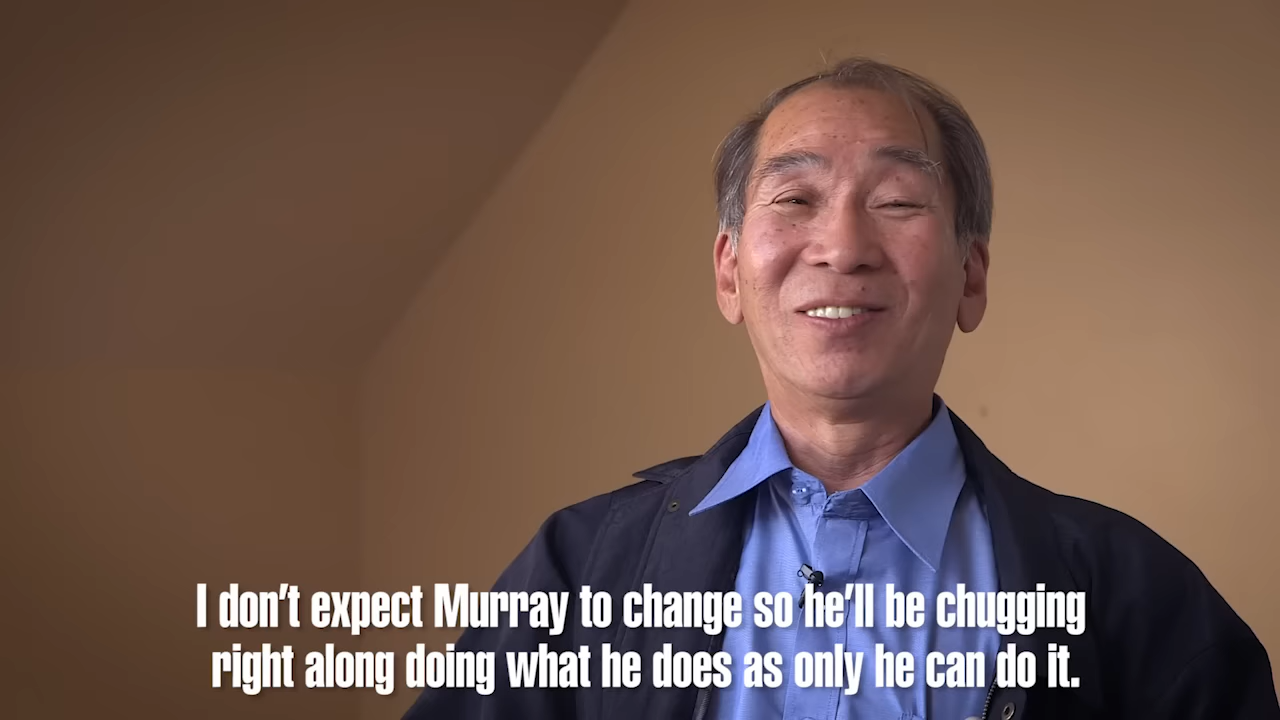 I don't expect Murray to change so he'll be chugging
right along doing what he does as only he can do it.